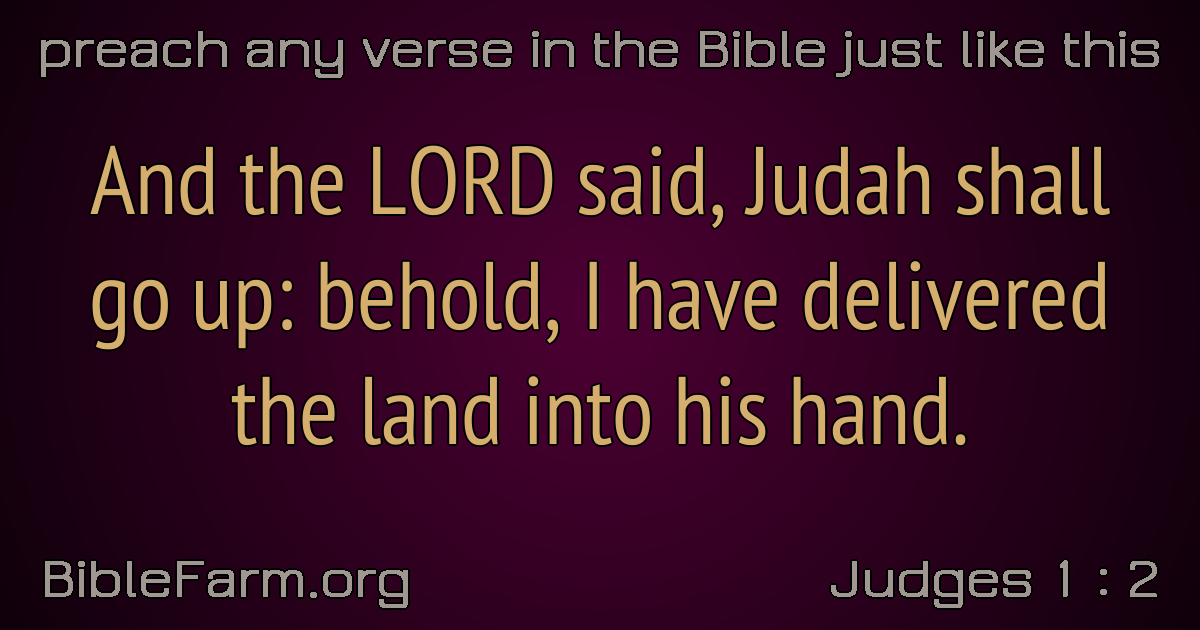 preach any verse in the Bible just like this
And the LORD said, Judah shall
go up: behold, I have delivered
the land into his hand.
BibleFarm.org
Judges 1 : 2